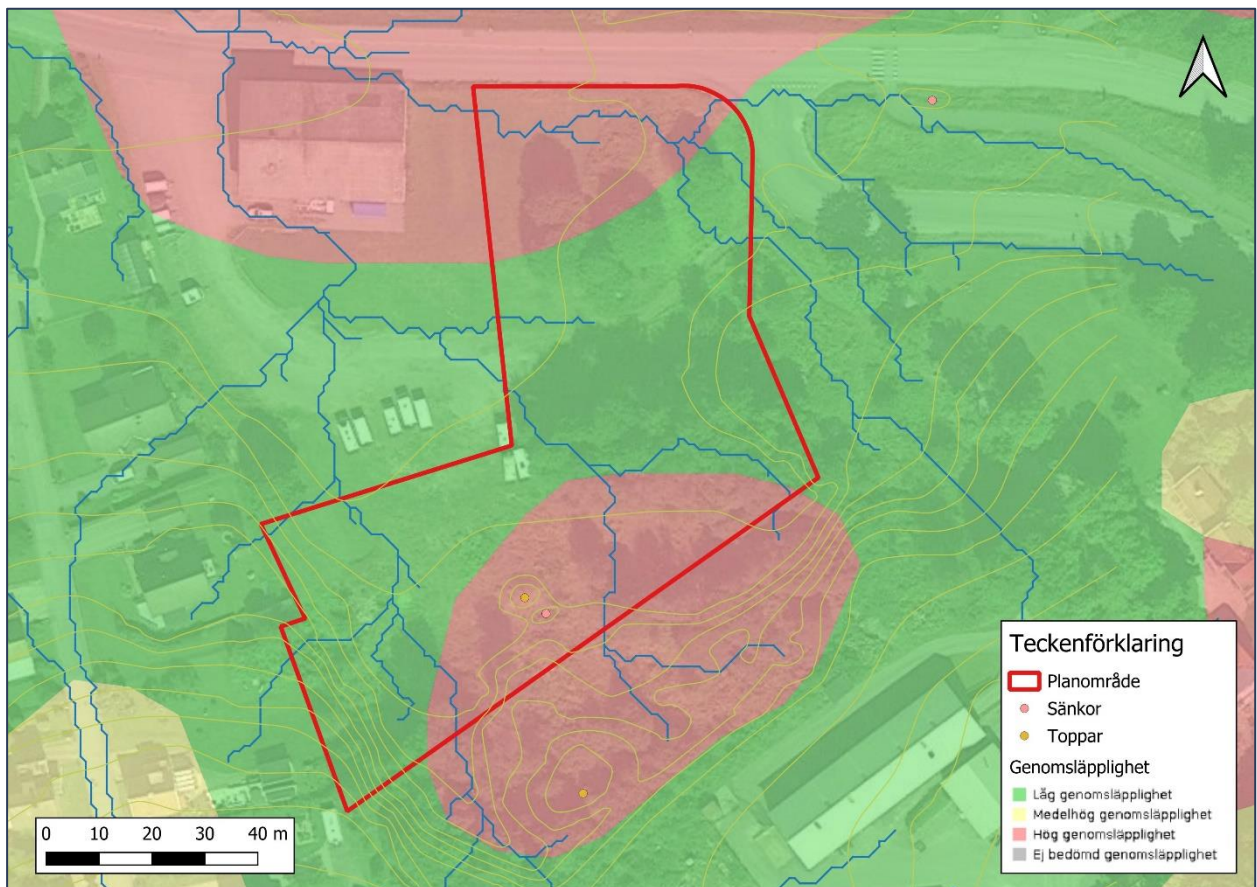 Teckenförklaring
Planområde
Sänkor
Toppar
Genomsläpplighet
Låg genomsläpplighet
Medelhög genomsläpplighet
Hög genomsläpplighet
Ej bedömd genomsläpplighet
0 10 20 30 40 m